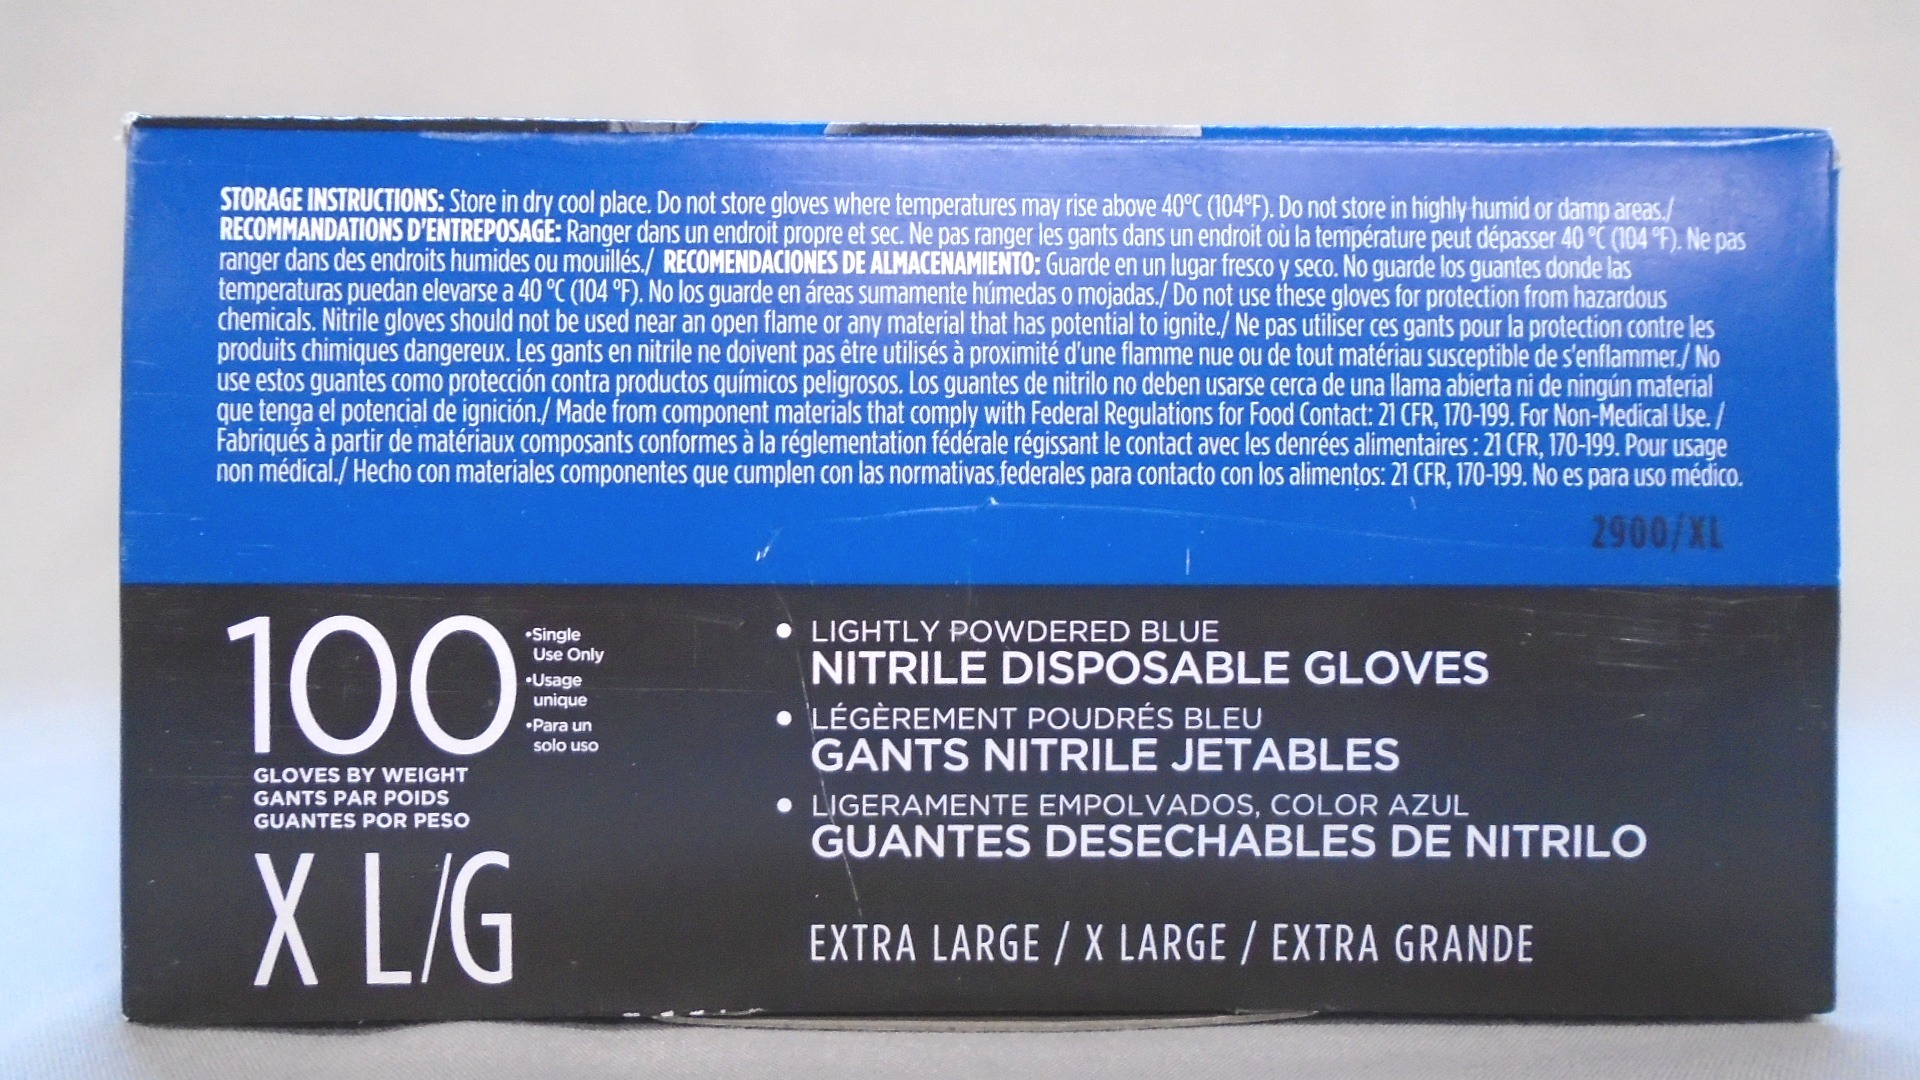 STORAGE INSTRUCTIONS: Store in dry cool place. Do not store gloves where temperatures may rise above 40°C (104°F). Do not store in highly humid or damp areas./
RECOMMANDATIONS D'ENTREPOSAGE: Ranger dans un endroit propre et sec. Ne pas ranger les gants dans un endroit où la température peut dépasser 40 °C (104 °F). Ne pas
ranger dans des endroits humides ou mouillés./ RECOMENDACIONES DE ALMACENAMIENTO: Guarde en un lugar fresco y seco. No guarde los guantes donde las
temperaturas puedan elevarse a 40 °C (104 °F). No los guarde en áreas sumamente húmedas o mojadas./ Do not use these gloves for protection from hazardous
chemicals. Nitrile gloves should not be used near an open flame or any material that has potential to ignite./ Ne pas utiliser ces gants pour la protection contre les
produits chimiques dangereux. Les gants en nitrile ne doivent pas être utilisés à proximité d'une flamme nue ou de tout matériau susceptible de s'enflammer./ No
use estos guantes como protección contra productos químicos peligrosos. Los guantes de nitrilo no deben usarse cerca de una llama abierta ni de ningún material
que tenga el potencial de ignición./ Made from component materials that comply with Federal Regulations for Food Contact: 21 CFR, 170-199. For Non-Medical Use. /
Fabriqués à partir de matériaux composants conformes à la réglementation fédérale régissant le contact avec les denrées alimentaires : 21 CFR, 170-199. Pour usage
non médical./ Hecho con materiales componentes que cumplen con las normativas federales para contacto con los alimentos: 21 CFR, 170-199. No es para uso médico.
2900/XL
100
•Single
Use Only
•Usage
unique
•Para un
solo uso
GLOVES BY WEIGHT
GANTS PAR POIDS
GUANTES POR PESO
X L/G
• LIGHTLY POWDERED BLUE
NITRILE DISPOSABLE GLOVES
• LÉGÈREMENT POUDRÉS BLEU
GANTS NITRILE JETABLES
• LIGERAMENTE EMPOLVADOS, COLOR AZUL
GUANTES DESECHABLES DE NITRILO
EXTRA LARGE / X LARGE / EXTRA GRANDE